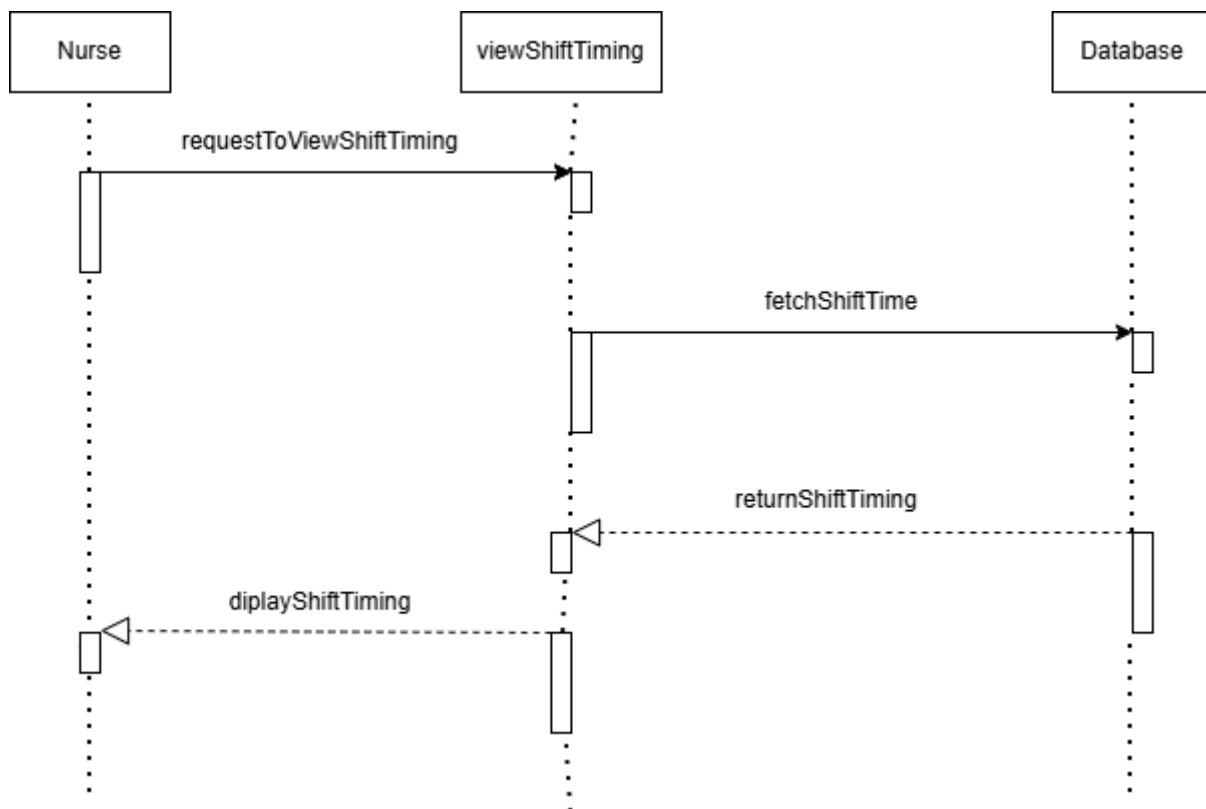 Nurse
viewShiftTiming
Database
requestToViewShiftTiming
fetchShiftTime
returnShiftTiming
diplayShiftTiming